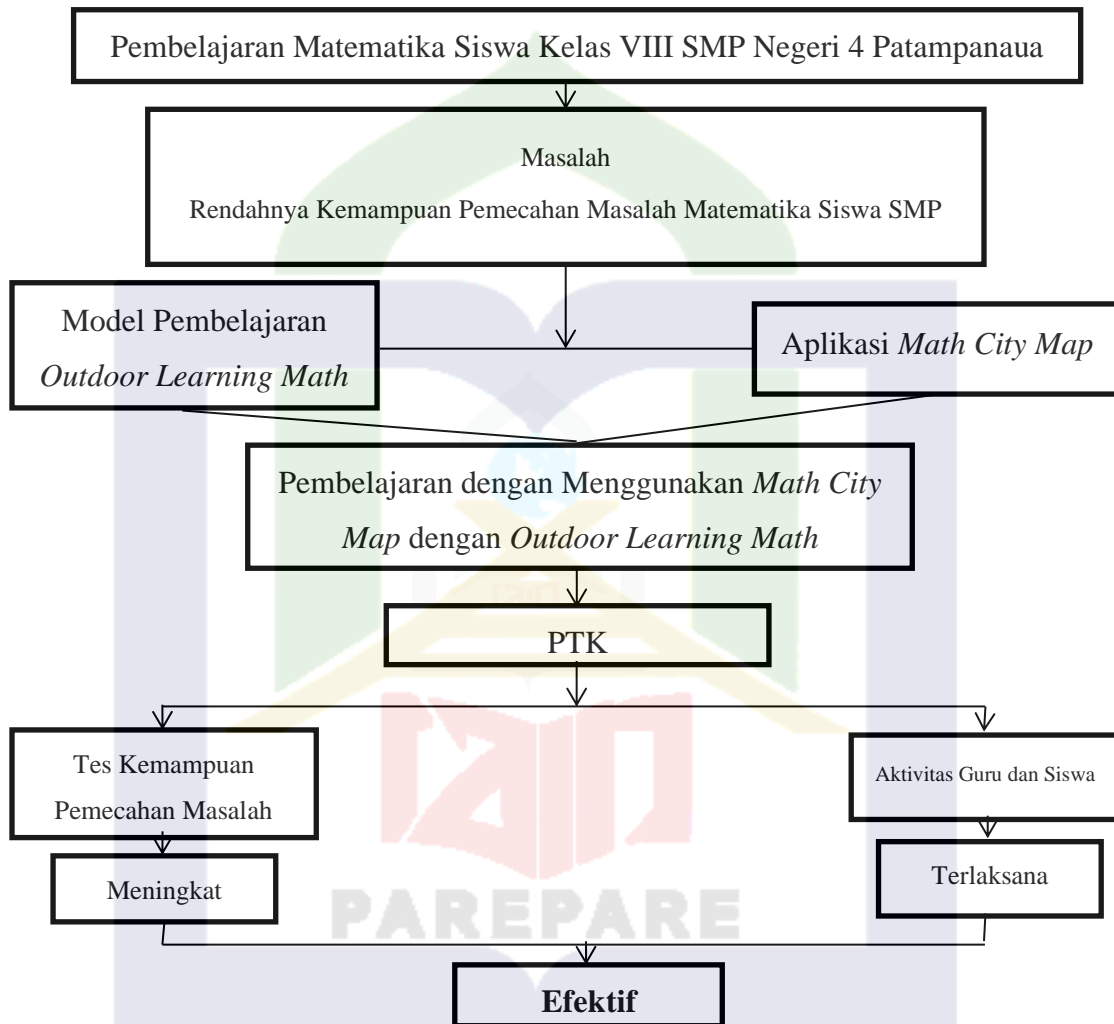 Pembelajaran Matematika Siswa Kelas VIII SMP Negeri 4 Patampanaua
Masalah
Rendahnya Kemampuan Pemecahan Masalah Matematika Siswa SMP
Model Pembelajaran
Outdoor Learning Math
Aplikasi Math City Map
Pembelajaran dengan Menggunakan Math City
Map dengan Outdoor Learning Math
PTK
Tes Kemampuan
Pemecahan Masalah
Aktivitas Guru dan Siswa
Meningkat
Terlaksana
PAREPARE
Efektif